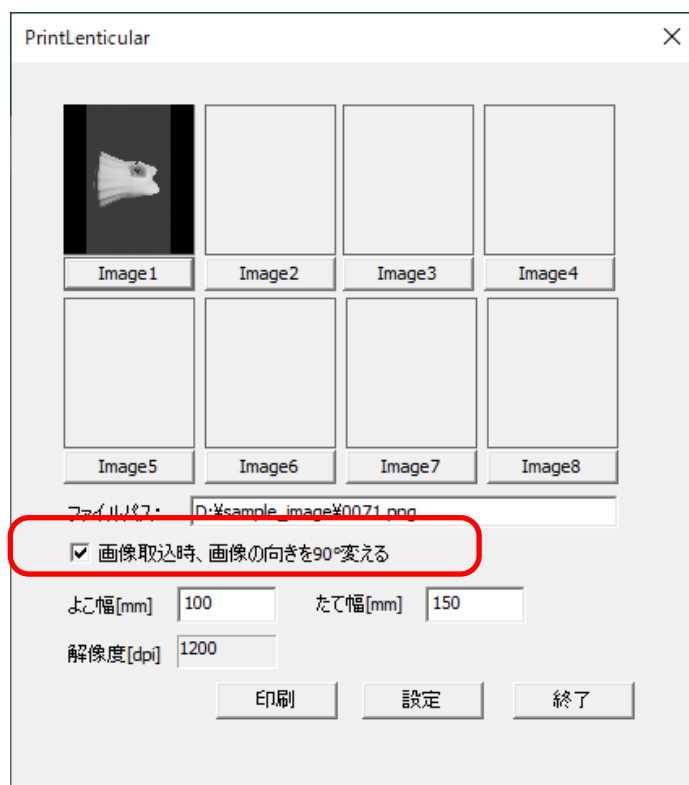 PrintLenticular
Image1 Image2 Image3 Image4
Image5 Image6 Image7 Image8
ファイルパス: D:¥sample_image¥0071.png
画像取込時、画像の向きを90°変える
よこ幅[mm] 100 たて幅[mm] 150
解像度[dpi] 1200
印刷 設定 終了